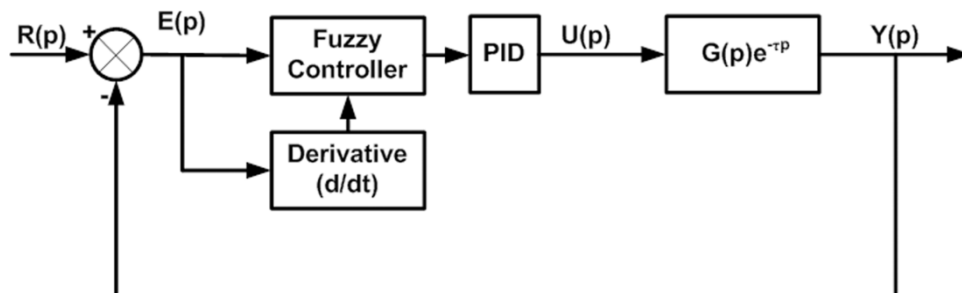 R(p)
+
-
E(p)
Fuzzy
Controller
PID
U(p)
G(p)e^-τp
Y(p)
Derivative
(d/dt)